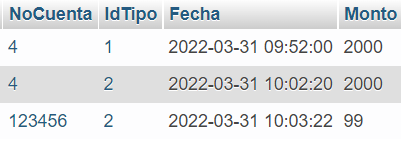 NoCuenta IdTipo Fecha Monto
4 1 2022-03-31 09:52:00 2000
4 2 2022-03-31 10:02:20 2000
123456 2 2022-03-31 10:03:22 99